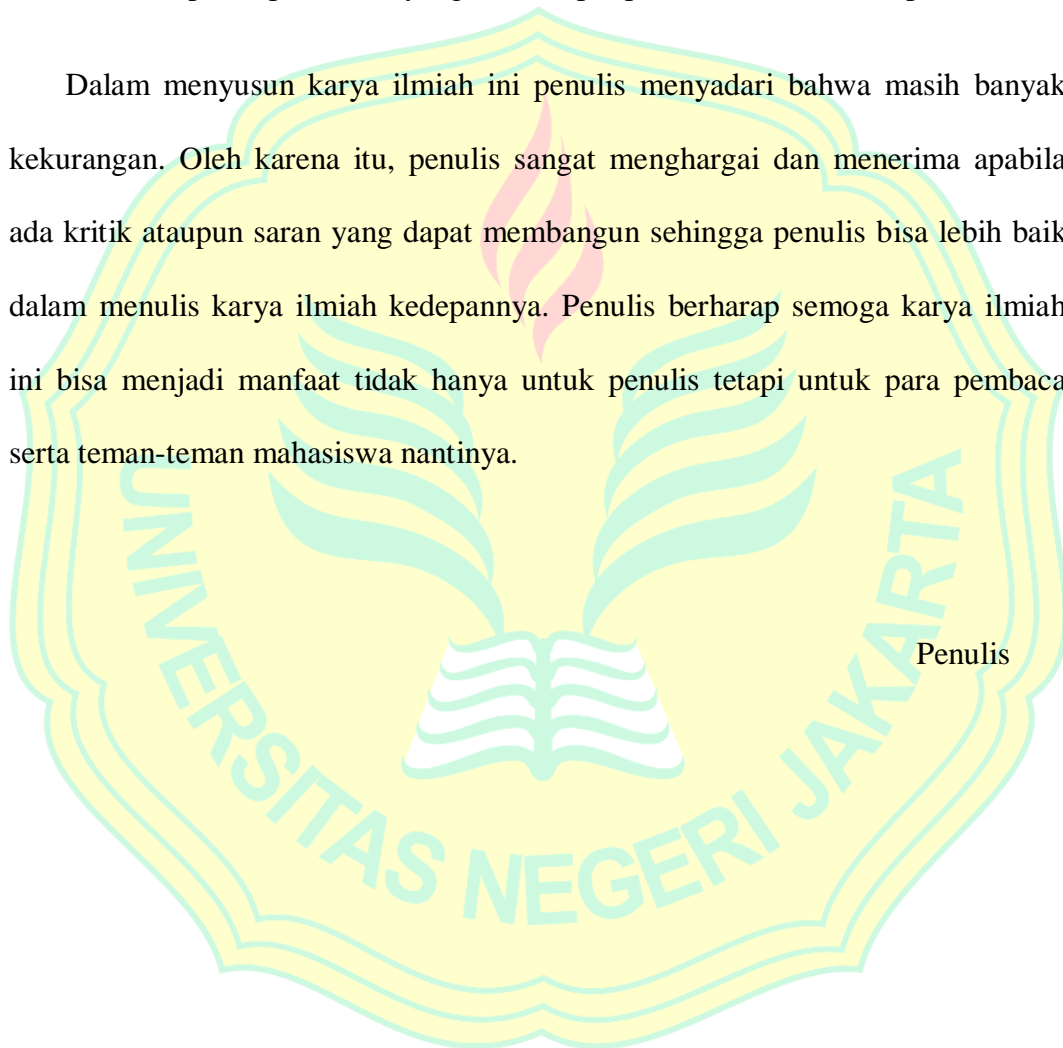 Dalam menyusun karya ilmiah ini penulis menyadari bahwa masih banyak
kekurangan. Oleh karena itu, penulis sangat menghargai dan menerima apabila
ada kritik ataupun saran yang dapat membangun sehingga penulis bisa lebih baik
dalam menulis karya ilmiah kedepannya. Penulis berharap semoga karya ilmiah
ini bisa menjadi manfaat tidak hanya untuk penulis tetapi untuk para pembaca
serta teman-teman mahasiswa nantinya.
Penulis
UNIVERSITAS NEGERI JAKARTA